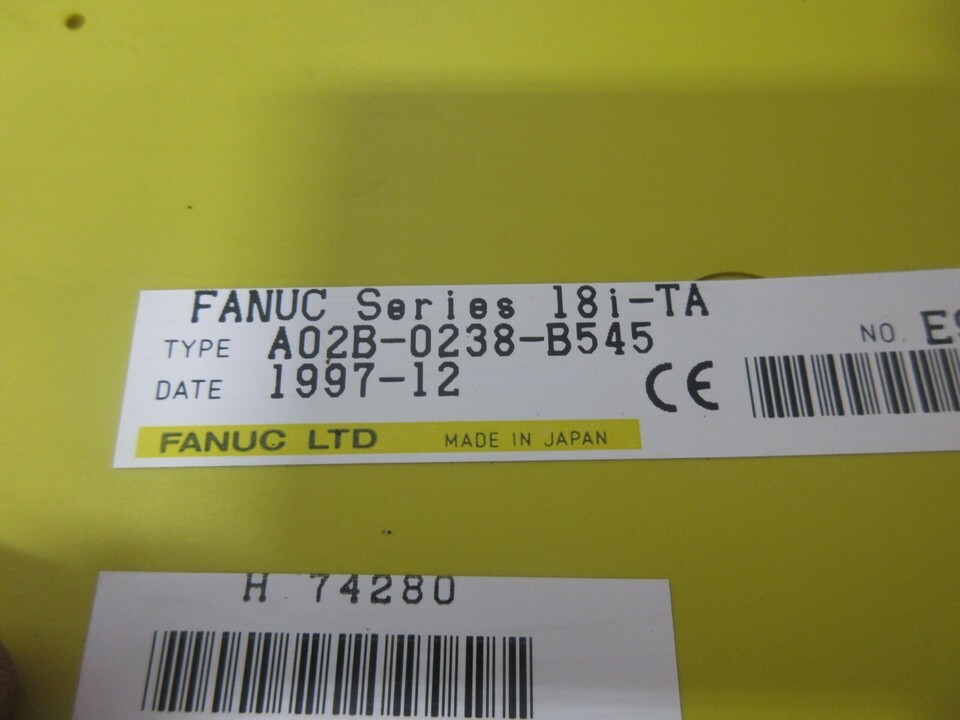 FANUC Series 18i-TA
TYPE A02B-0238-B545
NO.
DATE 1997-12
CE
FANUC LTD MADE IN JAPAN
H 74280